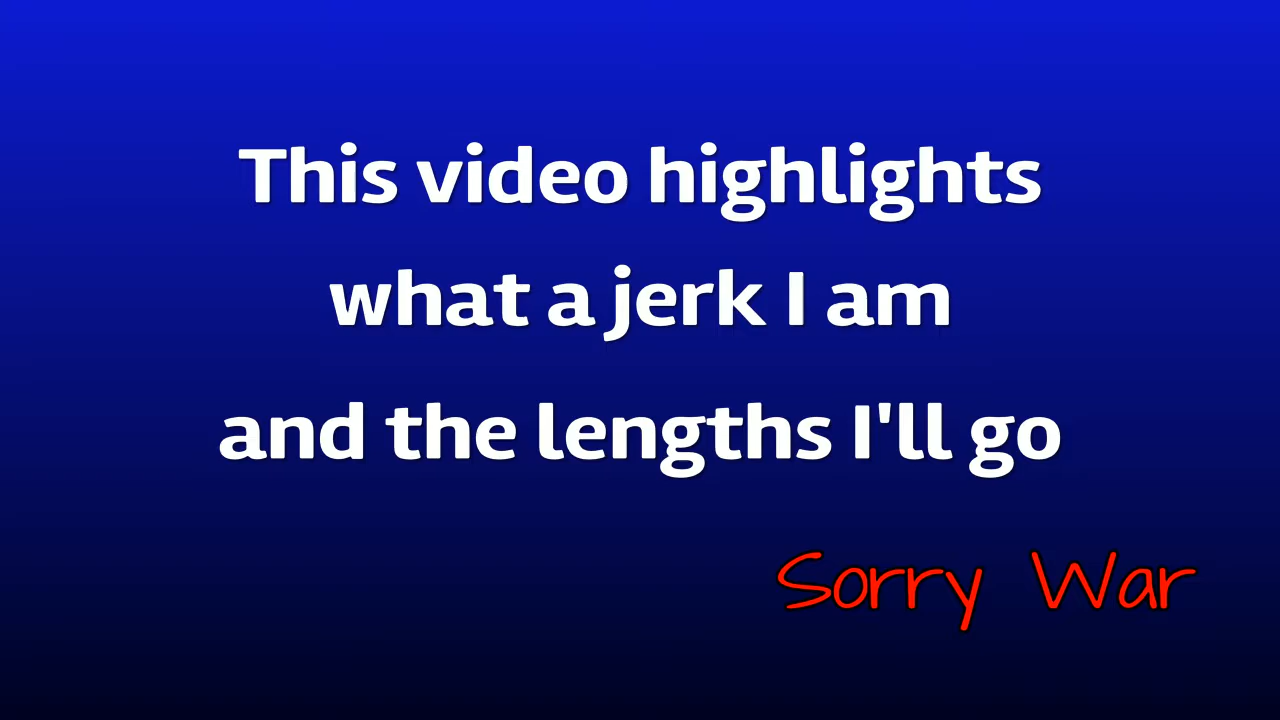 This video highlights
what a jerk I am
and the lengths I'll go
Sorry War